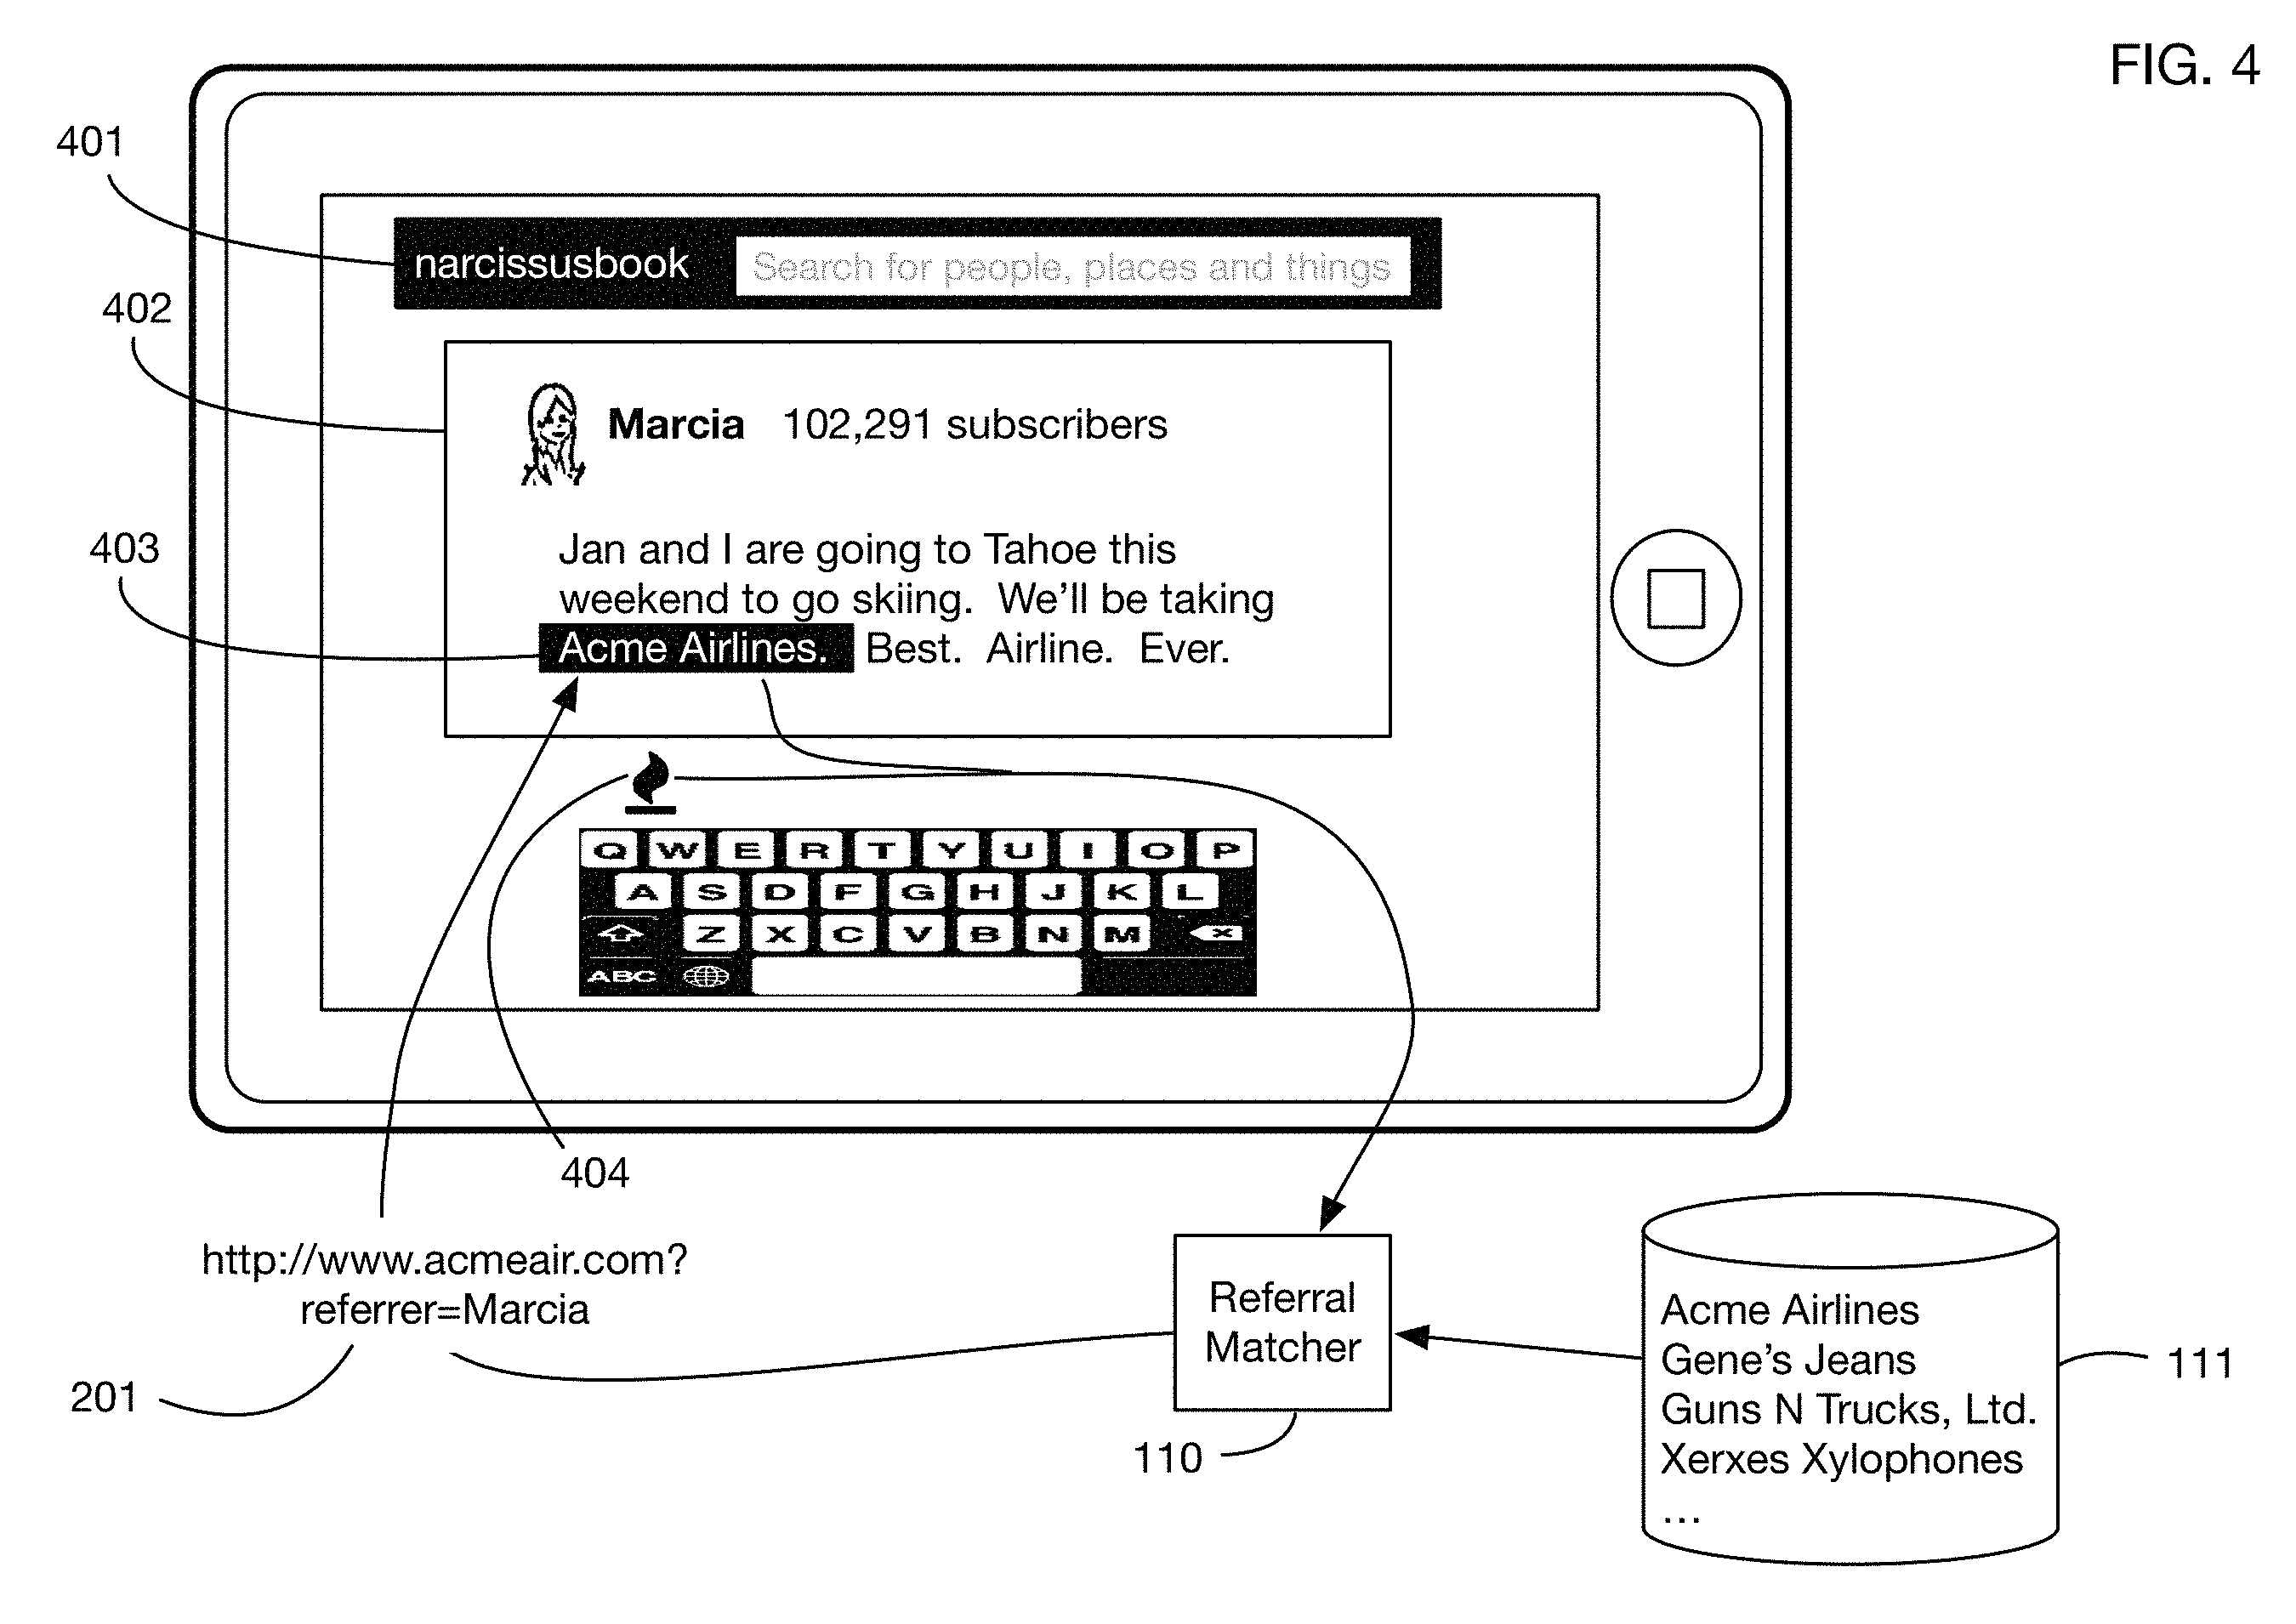 FIG. 4
401
narcissusbook Search for people, places and things
402
Marcia 102,291 subscribers
403
Jan and I are going to Tahoe this
weekend to go skiing. We'll be taking
Acme Airlines. Best. Airline. Ever.
Q W E R T Y U I O P
A S D F G H J K L
Z X C V B N M
ABC
404
http://www.acmeair.com?
referrer=Marcia
201
Referral
Matcher
110
Acme Airlines
Gene's Jeans
Guns N Trucks, Ltd.
Xerxes Xylophones
...
111